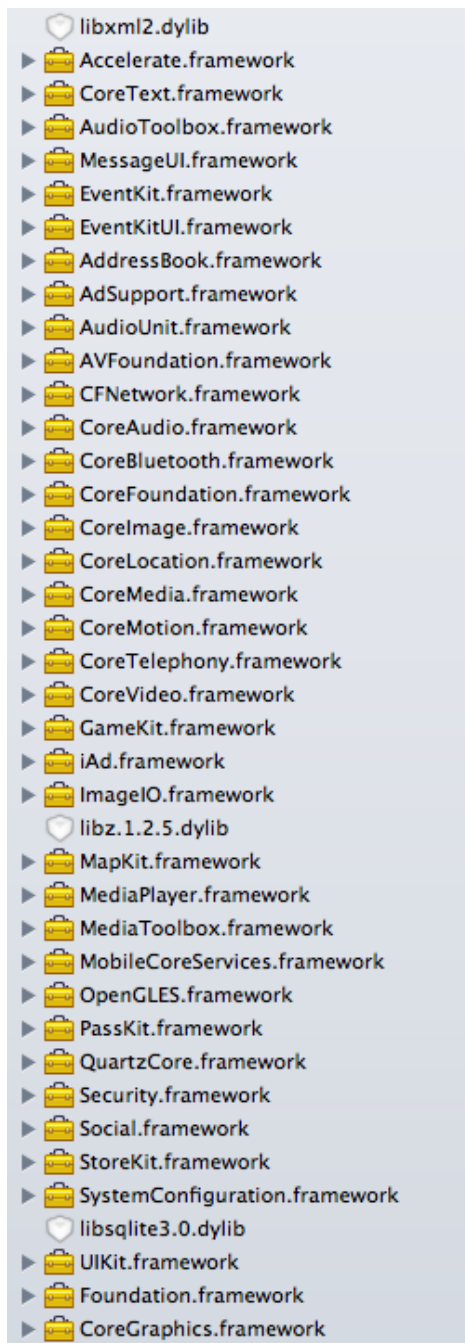 libxml2.dylib
Accelerate.framework
CoreText.framework
AudioToolbox.framework
MessageUI.framework
EventKit.framework
EventKitUI.framework
AddressBook.framework
AdSupport.framework
AudioUnit.framework
AVFoundation.framework
CFNetwork.framework
CoreAudio.framework
CoreBluetooth.framework
CoreFoundation.framework
CoreImage.framework
CoreLocation.framework
CoreMedia.framework
CoreMotion.framework
CoreTelephony.framework
CoreVideo.framework
GameKit.framework
iAd.framework
ImageIO.framework
libz.1.2.5.dylib
MapKit.framework
MediaPlayer.framework
MediaToolbox.framework
MobileCoreServices.framework
OpenGLES.framework
PassKit.framework
QuartzCore.framework
Security.framework
Social.framework
StoreKit.framework
SystemConfiguration.framework
libsqlite3.0.dylib
UIKit.framework
Foundation.framework
CoreGraphics.framework